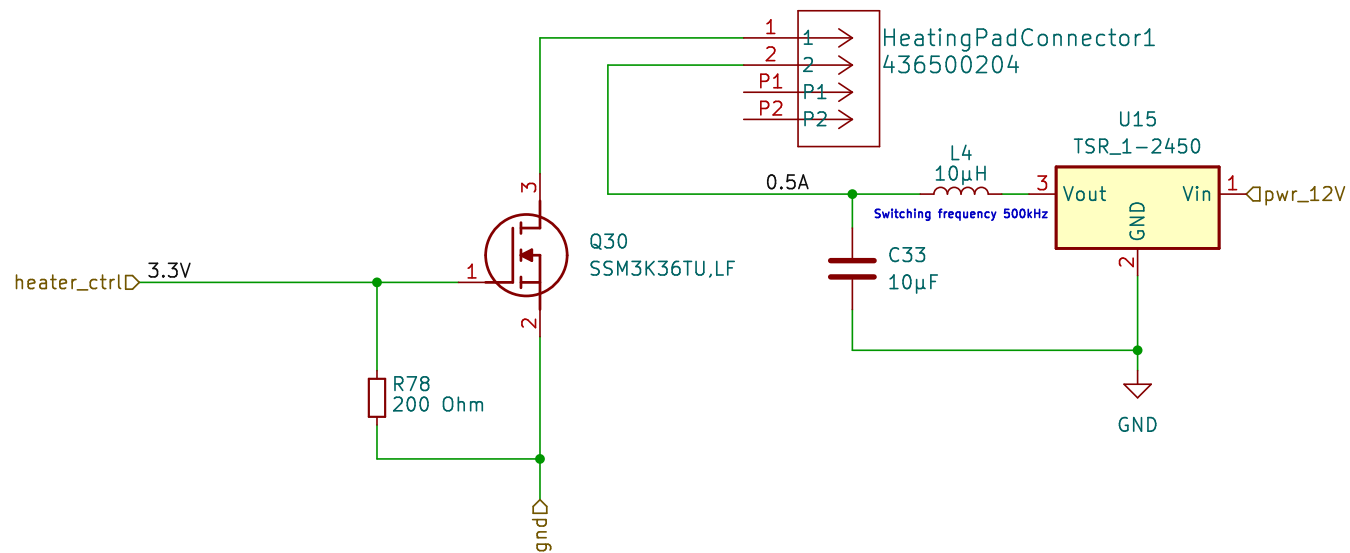 1
1
HeatingPadConnector1
2
2
436500204
P1
P1
P2
P2
U15
TSR_1-2450
L4
10µH
0.5A
3
Vout
Vin
1
pwr_12V
Switching frequency 500kHz
GND
2
3
Q30
SSM3K36TU,LF
C33
10µF
heater_ctrl
3.3V
1
2
R78
200 Ohm
GND
gnd